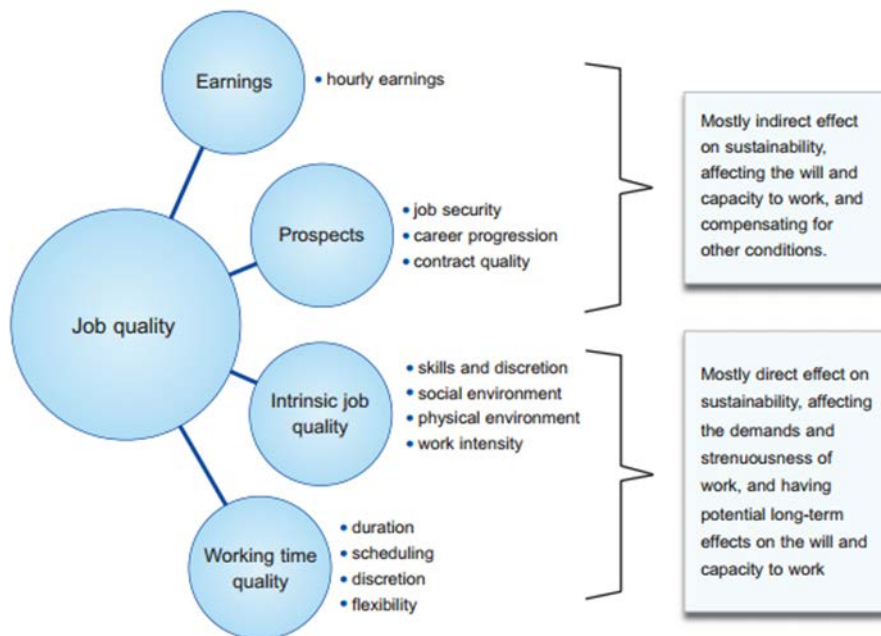 Earnings
• hourly earnings
Mostly indirect effect
on sustainability,
affecting the will and
capacity to work, and
compensating for
other conditions.
Prospects
• job security
• career progression
• contract quality
Job quality
Intrinsic job
quality
• skills and discretion
• social environment
• physical environment
• work intensity
Mostly direct effect on
sustainability, affecting
the demands and
strenuousness of
work, and having
potential long-term
effects on the will and
capacity to work
Working time
quality
• duration
• scheduling
• discretion
• flexibility